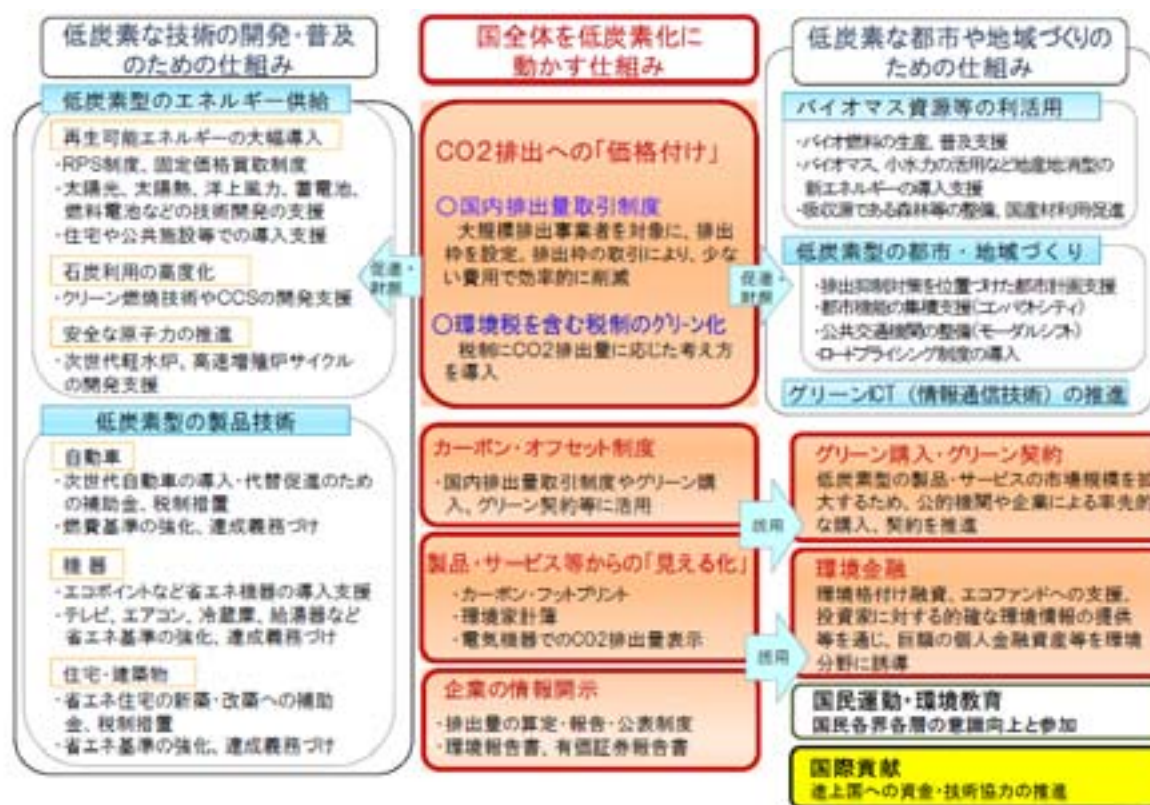 低炭素な技術の開発・普及
のための仕組み
低炭素型のエネルギー供給
再生可能エネルギーの大幅導入
・RPS制度、固定価格買取制度
・太陽光、太陽熱、洋上風力、蓄電池、
燃料電池などの技術開発の支援
・住宅や公共施設等での導入支援
石炭利用の高度化
・クリーン燃焼技術やCCSの開発支援
安全な原子力の推進
・次世代軽水炉、高速増殖炉サイクル
の開発支援
低炭素型の製品技術
自動車
・次世代自動車の導入・代替促進のため
の補助金、税制措置
・燃費基準の強化、達成義務づけ
機器
・エコポイントなど省エネ機器の導入支援
・テレビ、エアコン、冷蔵庫、給湯器など
省エネ基準の強化、達成義務づけ
住宅・建築物
・省エネ住宅の新築・改築への補助
金、税制措置
・省エネ基準の強化、達成義務づけ
国全体を低炭素化に
動かす仕組み
CO2排出への「価格付け」
○国内排出量取引制度
大規模排出事業者を対象に、排出
枠を設定。排出枠の取引により、少な
い費用で効率的に削減
○環境税を含む税制のグリーン化
税制にCO2排出量に応じた考え方
を導入
促進・
財源
促進・
財源
カーボン・オフセット制度
・国内排出量取引制度やグリーン購
入、グリーン契約等に活用
製品・サービス等からの「見える化」
・カーボン・フットプリント
・環境家計簿
・電気機器でのCO2排出量表示
企業の情報開示
・排出量の算定・報告・公表制度
・環境報告書、有価証券報告書
活用
活用
低炭素な都市や地域づくりの
ための仕組み
バイオマス資源等の利活用
・バイオ燃料の生産、普及支援
・バイオマス、小水力の活用など地産地消型の
新エネルギーの導入支援
・吸収源である森林等の整備、国産材利用促進
低炭素型の都市・地域づくり
・排出抑制対策を位置づけた都市計画支援
・都市機能の集積支援(コンパクトシティ)
・公共交通機関の整備(モーダルシフト)
・ロードプライシング制度の導入
グリーンICT(情報通信技術)の推進
グリーン購入・グリーン契約
低炭素型の製品・サービスの市場規模を拡
大するため、公的機関や企業による率先的
な購入、契約を推進
環境金融
環境格付け融資、エコファンドへの支援、
投資家に対する的確な環境情報の提供
等を通じ、巨額の個人金融資産等を環境
分野に誘導
国民運動・環境教育
国民各界各層の意識向上と参加
国際貢献
途上国への資金・技術協力の推進